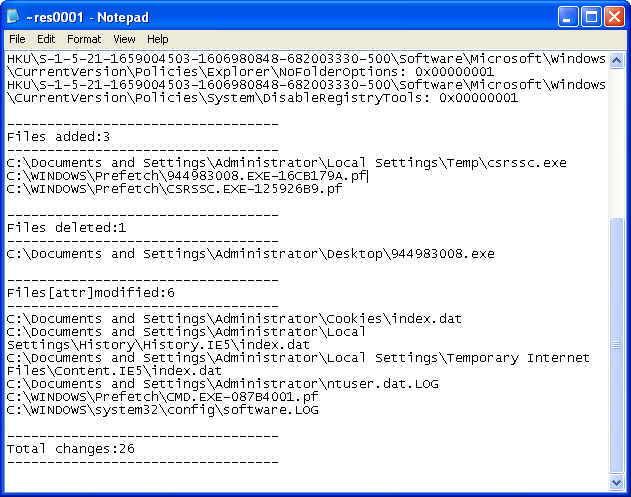 ~res0001 - Notepad
File Edit Format View Help
HKU\S-1-5-21-1659004503-1606980848-682003330-500\Software\Microsoft\Windows
\CurrentVersion\Policies\Explorer\NoFolderOptions: 0x00000001
HKU\S-1-5-21-1659004503-1606980848-682003330-500\Software\Microsoft\Windows
\CurrentVersion\Policies\System\DisableRegistryTools: 0x00000001
----------------------------------
Files added:3
----------------------------------
C:\Documents and Settings\Administrator\Local Settings\Temp\csrssc.exe
C:\WINDOWS\Prefetch\944983008.EXE-16CB179A.pf
C:\WINDOWS\Prefetch\CSRSSC.EXE-125926B9.pf
----------------------------------
Files deleted:1
----------------------------------
C:\Documents and Settings\Administrator\Desktop\944983008.exe
----------------------------------
Files[attr]modified:6
----------------------------------
C:\Documents and Settings\Administrator\Cookies\index.dat
C:\Documents and Settings\Administrator\Local
Settings\History\History.IE5\index.dat
C:\Documents and Settings\Administrator\Local Settings\Temporary Internet
Files\Content.IE5\index.dat
C:\Documents and Settings\Administrator\ntuser.dat.LOG
C:\WINDOWS\Prefetch\CMD.EXE-087B4001.pf
C:\WINDOWS\system32\config\software.LOG
----------------------------------
Total changes:26
----------------------------------